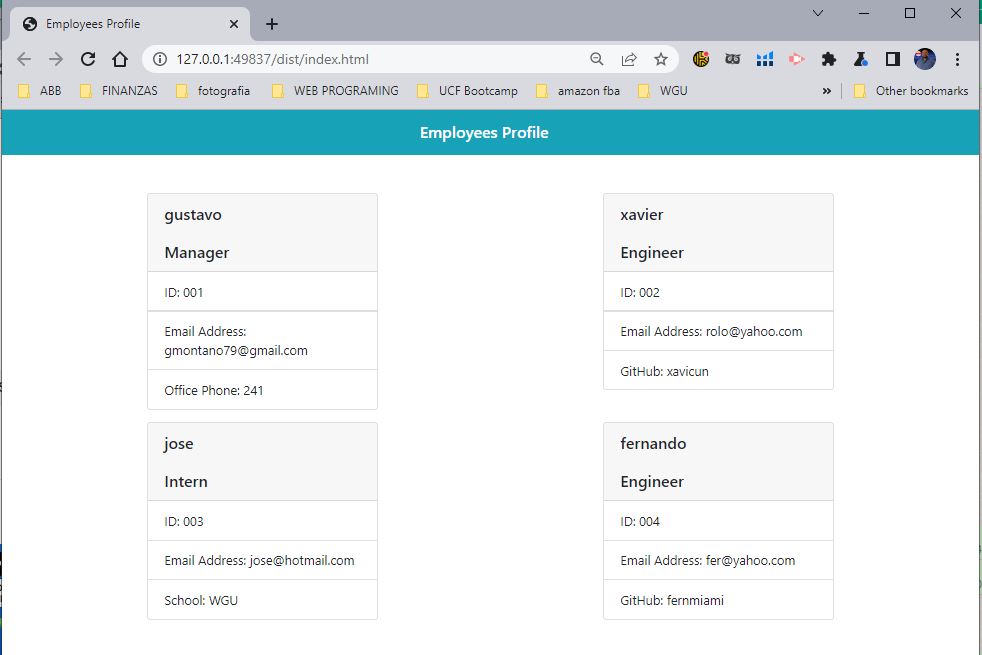 Employees Profile
127.0.0.1:49837/dist/index.html
ABB FINANZAS fotografia WEB PROGRAMING UCF Bootcamp amazon fba WGU » Other bookmarks
Employees Profile
gustavo
Manager
ID: 001
Email Address:
gmontano79@gmail.com
Office Phone: 241
xavier
Engineer
ID: 002
Email Address: rolo@yahoo.com
GitHub: xavicun
jose
Intern
ID: 003
Email Address: jose@hotmail.com
School: WGU
fernando
Engineer
ID: 004
Email Address: fer@yahoo.com
GitHub: fernmiami